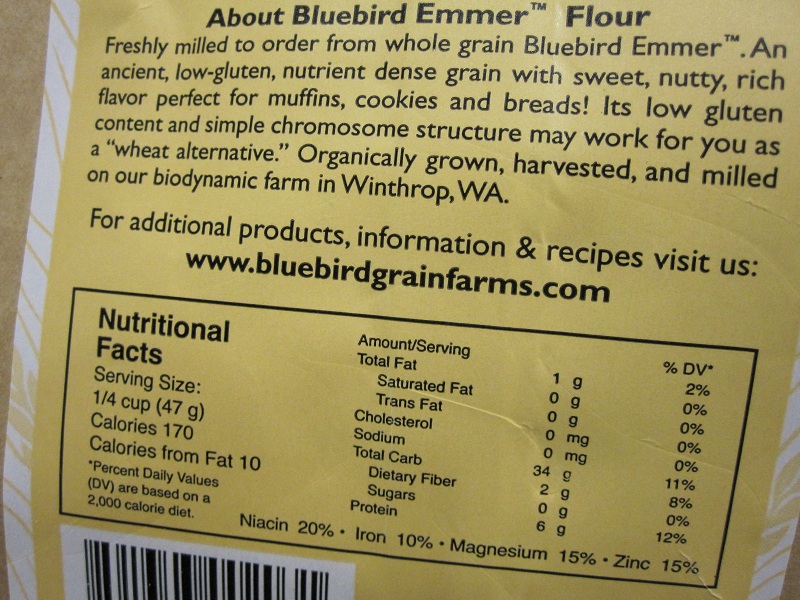 About Bluebird Emmer™ Flour
Freshly milled to order from whole grain Bluebird Emmer™. An
ancient, low-gluten, nutrient dense grain with sweet, nutty, rich
flavor perfect for muffins, cookies and breads! Its low gluten
content and simple chromosome structure may work for you as
a "wheat alternative." Organically grown, harvested, and milled
on our biodynamic farm in Winthrop, WA.
For additional products, information & recipes visit us:
www.bluebirdgrainfarms.com
Nutritional
Facts
Serving Size:
1/4 cup (47 g)
Calories 170
Calories from Fat 10
*Percent Daily Values
(DV) are based on a
2,000 calorie diet.
Amount/Serving % DV*
Total Fat 1 g 2%
Saturated Fat 0 g 0%
Trans Fat 0 g 0%
Cholesterol 0 mg 0%
Sodium 0 mg 0%
Total Carb 34 g 11%
Dietary Fiber 2 g 8%
Sugars 0 g 0%
Protein 6 g 12%
Niacin 20% • Iron 10% • Magnesium 15% • Zinc 15%